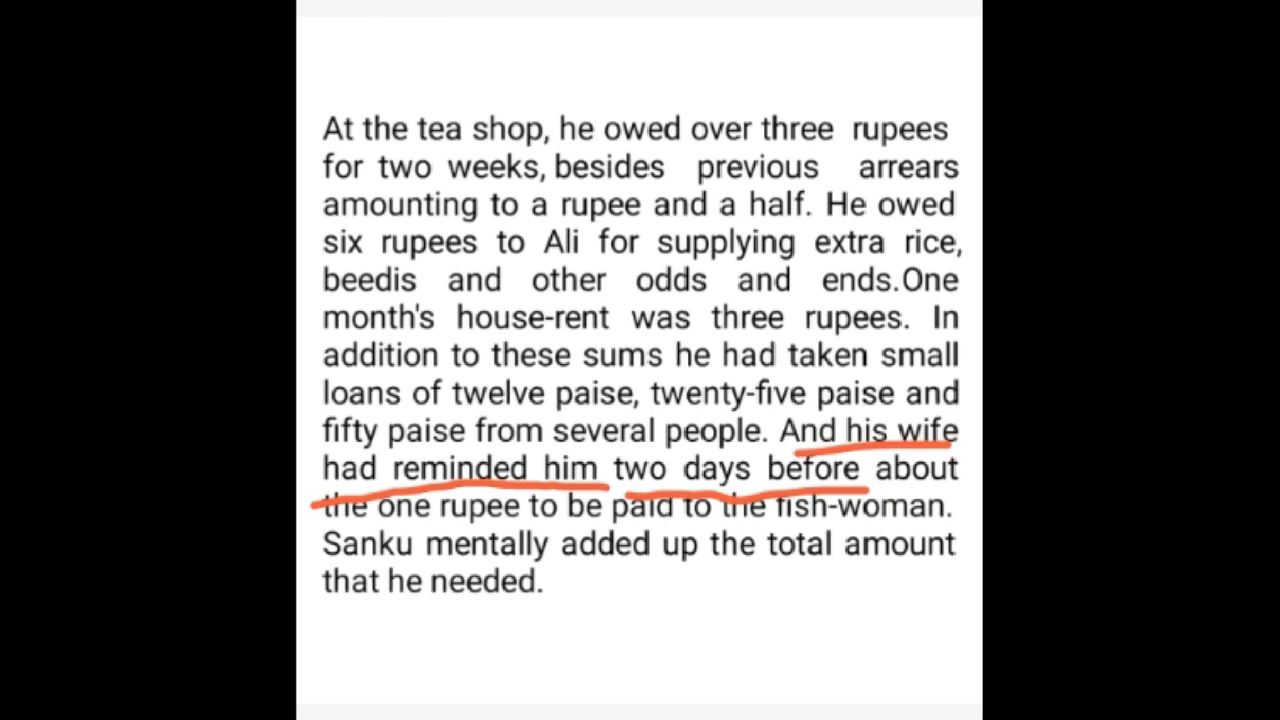 At the tea shop, he owed over three rupees
for two weeks, besides previous arrears
amounting to a rupee and a half. He owed
six rupees to Ali for supplying extra rice,
beedis and other odds and ends.One
month's house-rent was three rupees. In
addition to these sums he had taken small
loans of twelve paise, twenty-five paise and
fifty paise from several people. And his wife
had reminded him two days before about
the one rupee to be paid to the fish-woman.
Sanku mentally added up the total amount
that he needed.